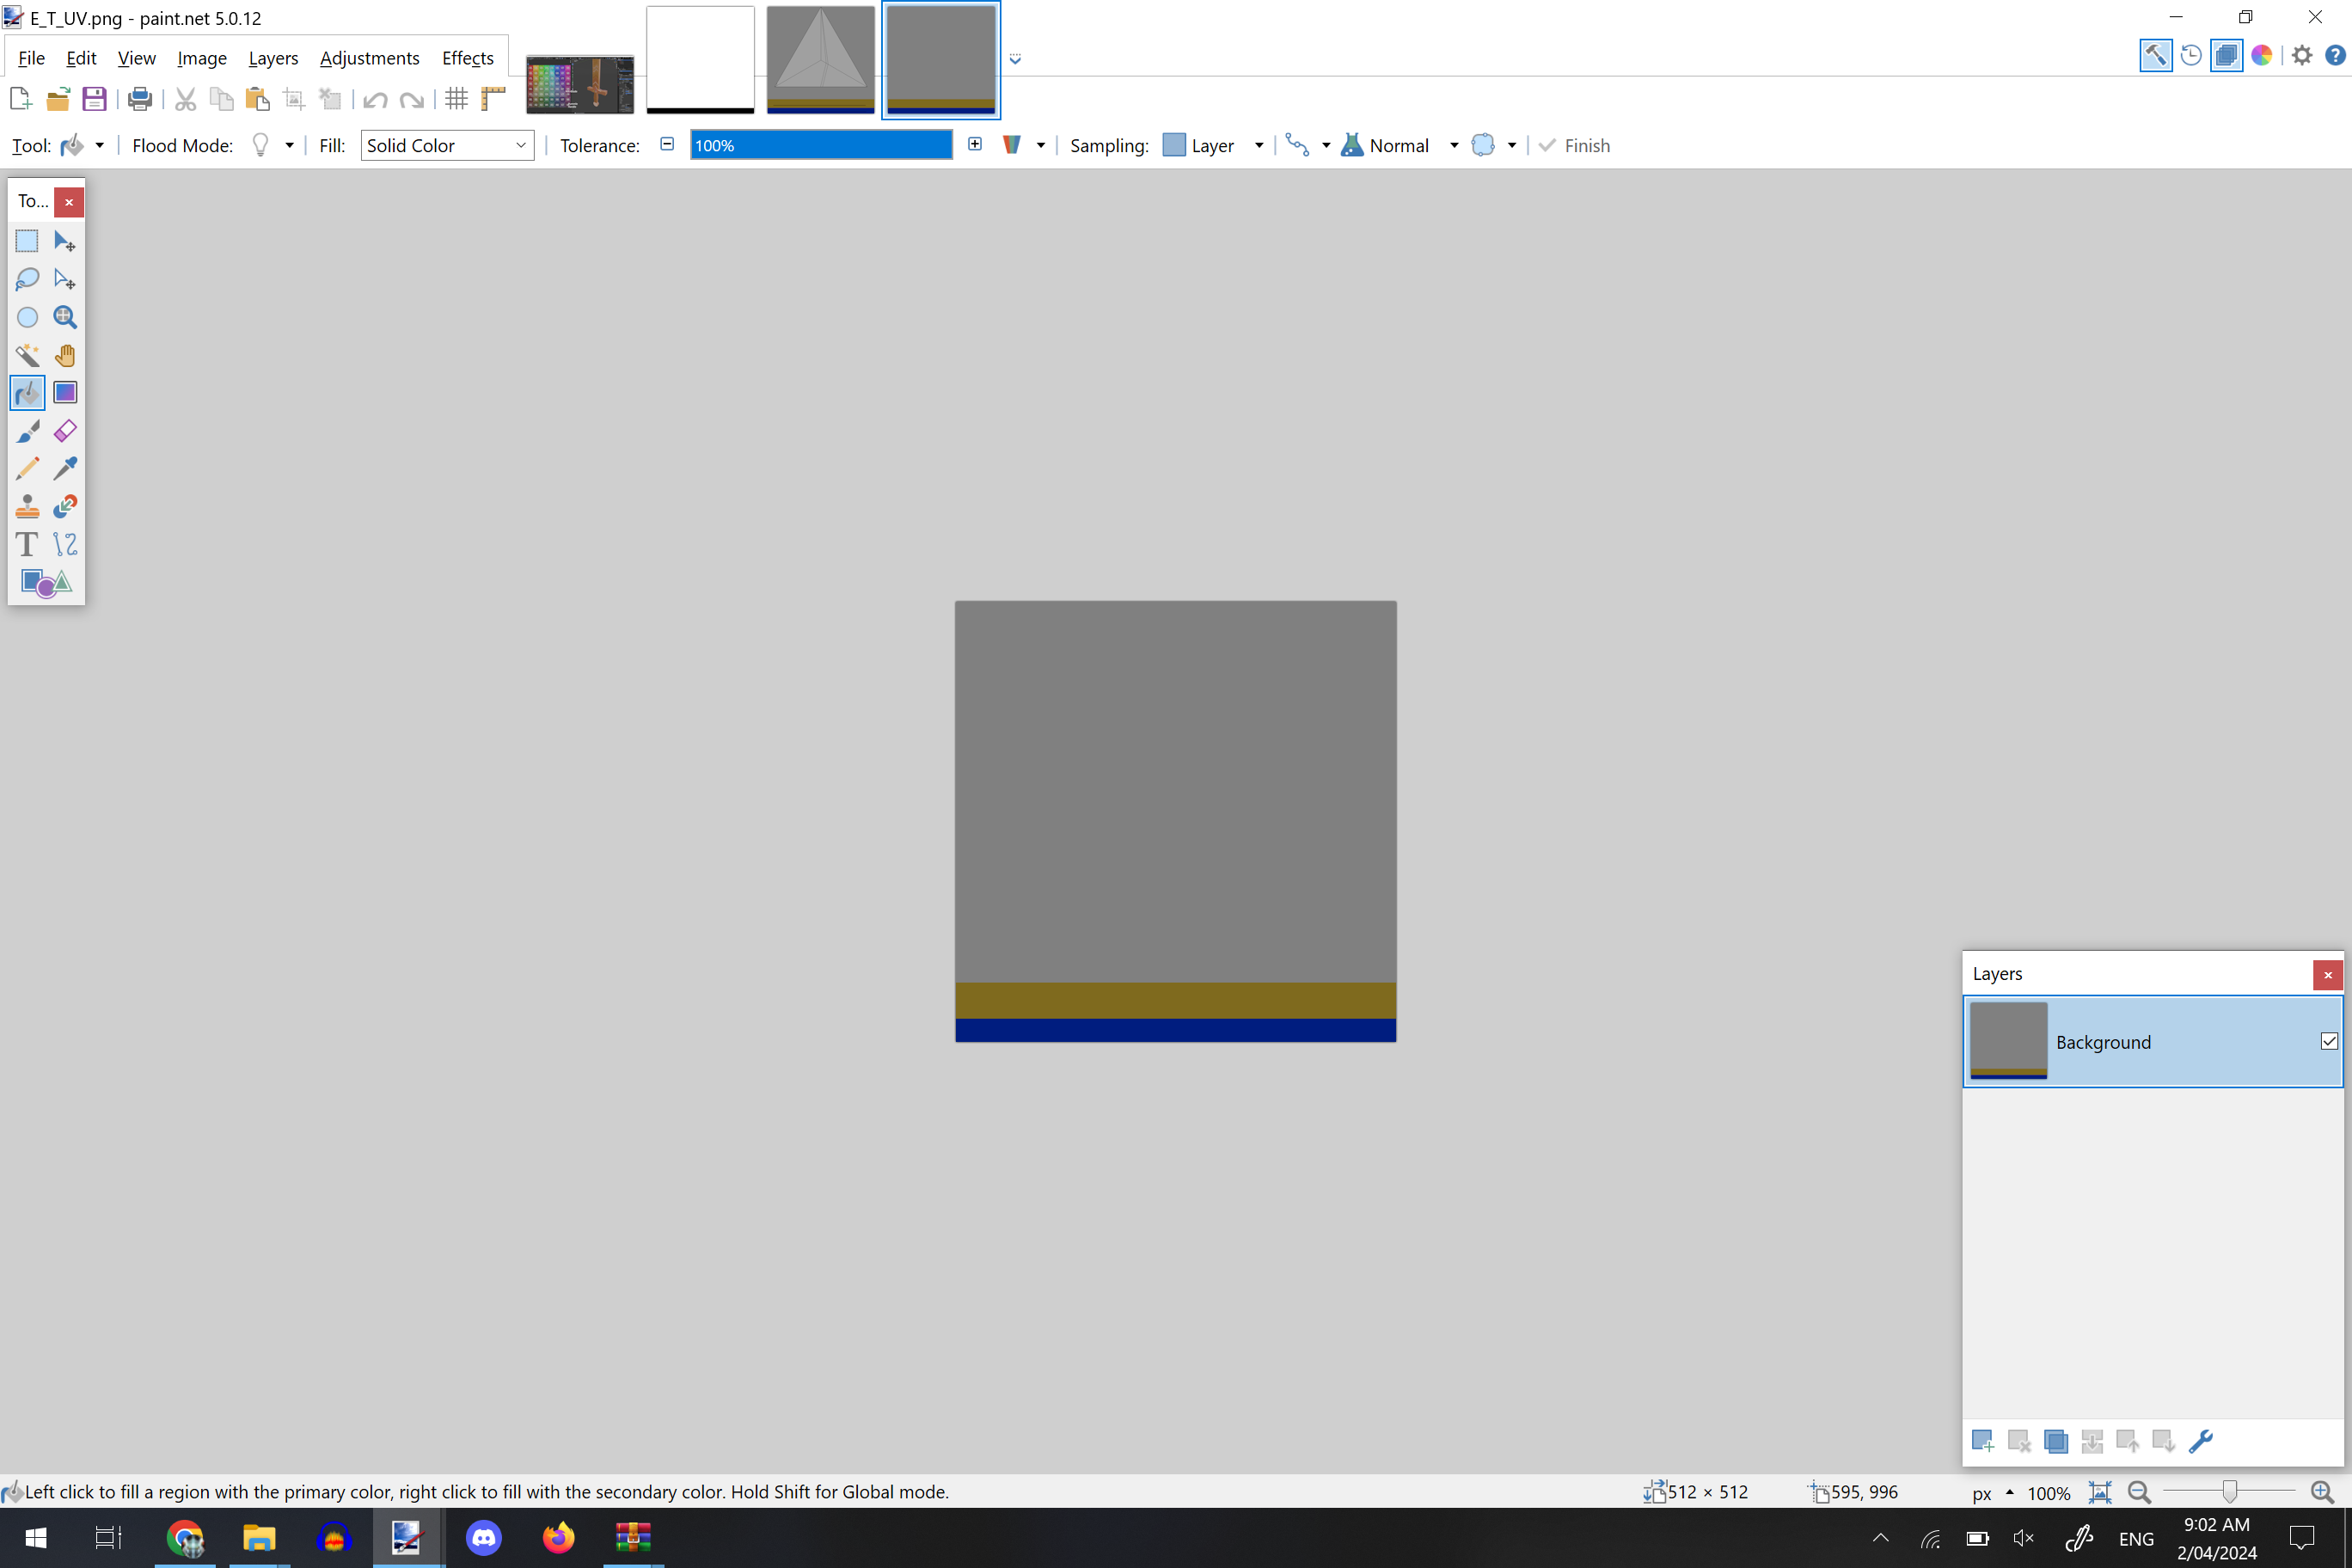 E_T_UV.png - paint.net 5.0.12
File Edit View Image Layers Adjustments Effects
Tool: Flood Mode: Fill: Solid Color Tolerance: 100% Sampling: Layer Normal Finish
To...
T
Layers
Background
Left click to fill a region with the primary color, right click to fill with the secondary color. Hold Shift for Global mode.
512 × 512
595, 996
px
100%
ENG
9:02 AM
2/04/2024